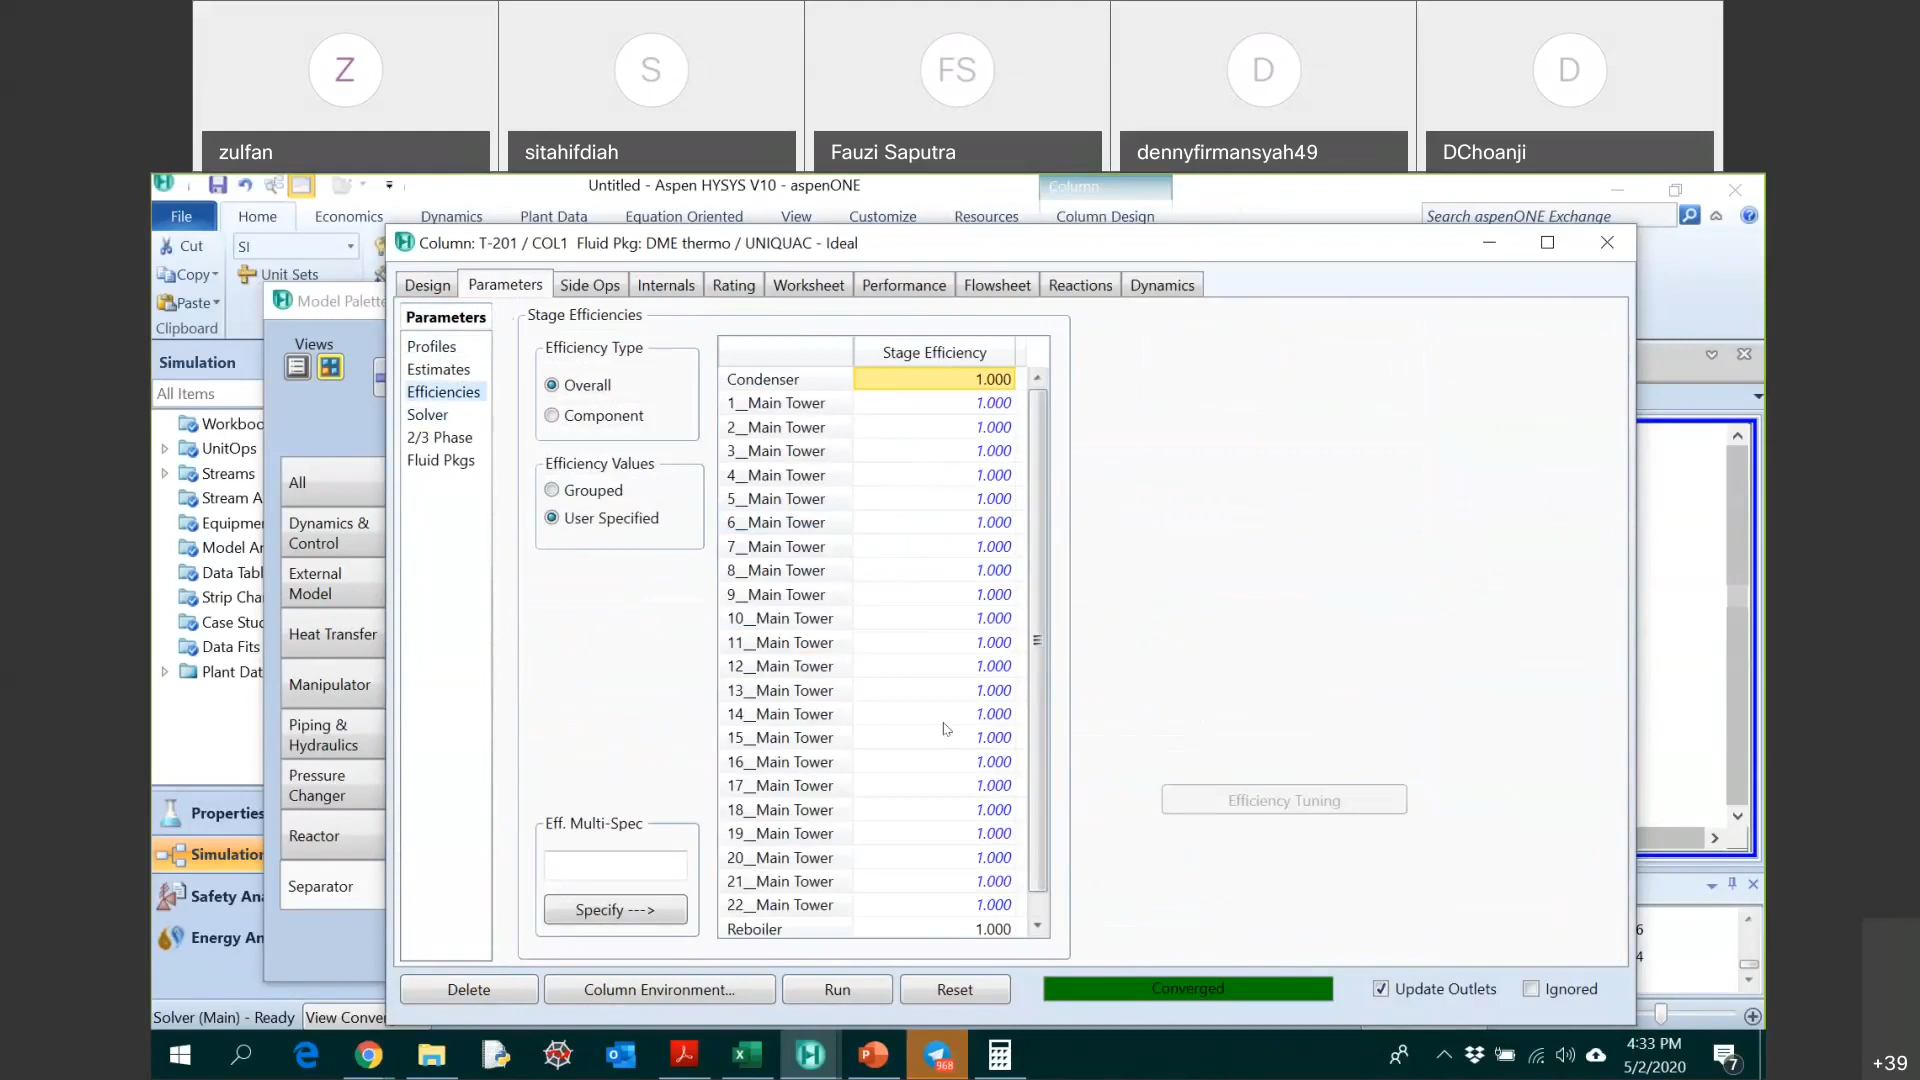 Z
S
FS
D
D
zulfan
sitahifdiah
Fauzi Saputra
dennyfirmansyah49
DChoanji
Untitled - Aspen HYSYS V10 - aspenONE
Column
File
Home
Economics
Dynamics
Plant Data
Equation Oriented
View
Customize
Resources
Column Design
Search aspenONE Exchange
Cut
SI
Copy
Unit Sets
Paste
Clipboard
Model Palette
Views
Column: T-201 / COL1 Fluid Pkg: DME thermo / UNIQUAC - Ideal
Design
Parameters
Side Ops
Internals
Rating
Worksheet
Performance
Flowsheet
Reactions
Dynamics
Simulation
All Items
Workboo
UnitOps
Streams
Stream A
Equipme
Model An
Data Tabl
Strip Cha
Case Stud
Data Fits
Plant Dat
Properties
Simulation
Safety Ana
Energy An
All
Dynamics &
Control
External
Model
Heat Transfer
Manipulator
Piping &
Hydraulics
Pressure
Changer
Reactor
Separator
Parameters
Profiles
Estimates
Efficiencies
Solver
2/3 Phase
Fluid Pkgs
Stage Efficiencies
Efficiency Type
Overall
Component
Efficiency Values
Grouped
User Specified
Eff. Multi-Spec
Specify --->
Stage Efficiency
Condenser 1.000
1__Main Tower 1.000
2__Main Tower 1.000
3__Main Tower 1.000
4__Main Tower 1.000
5__Main Tower 1.000
6__Main Tower 1.000
7__Main Tower 1.000
8__Main Tower 1.000
9__Main Tower 1.000
10__Main Tower 1.000
11__Main Tower 1.000
12__Main Tower 1.000
13__Main Tower 1.000
14__Main Tower 1.000
15__Main Tower 1.000
16__Main Tower 1.000
17__Main Tower 1.000
18__Main Tower 1.000
19__Main Tower 1.000
20__Main Tower 1.000
21__Main Tower 1.000
22__Main Tower 1.000
Reboiler 1.000
Efficiency Tuning
6
4
Delete
Column Environment...
Run
Reset
Converged
Update Outlets
Ignored
Solver (Main) - Ready
View Conver
968
4:33 PM
5/2/2020
7
+39